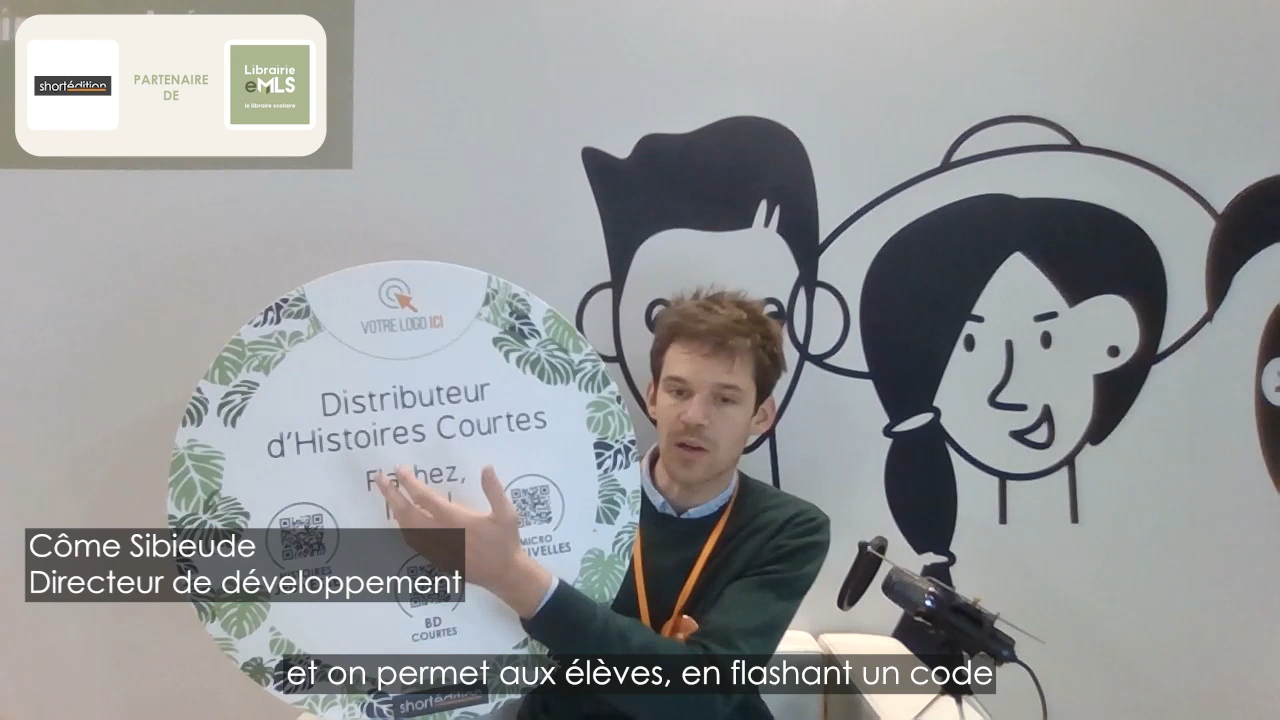 shortédition
PARTENAIRE
DE
Librairie
eMLS
le libraire scolaire
VOTRE LOGO ICI
Distributeur
d'Histoires Courtes
MICRO
BD
COURTES
Côme Sibieude
Directeur de développement
et on permet aux élèves, en flashant un code
shortédition